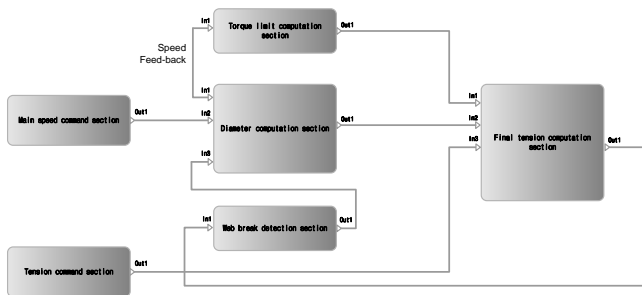 In1
Torque limit computation
section
Out1
Speed
Feed-back
In1
In2
In3
Diameter computation section
Out1
Main speed command section
Out1
In1
In2
In3
Final tension computation
section
Out1
In1
Web break detection section
Out1
Tension command section
Out1